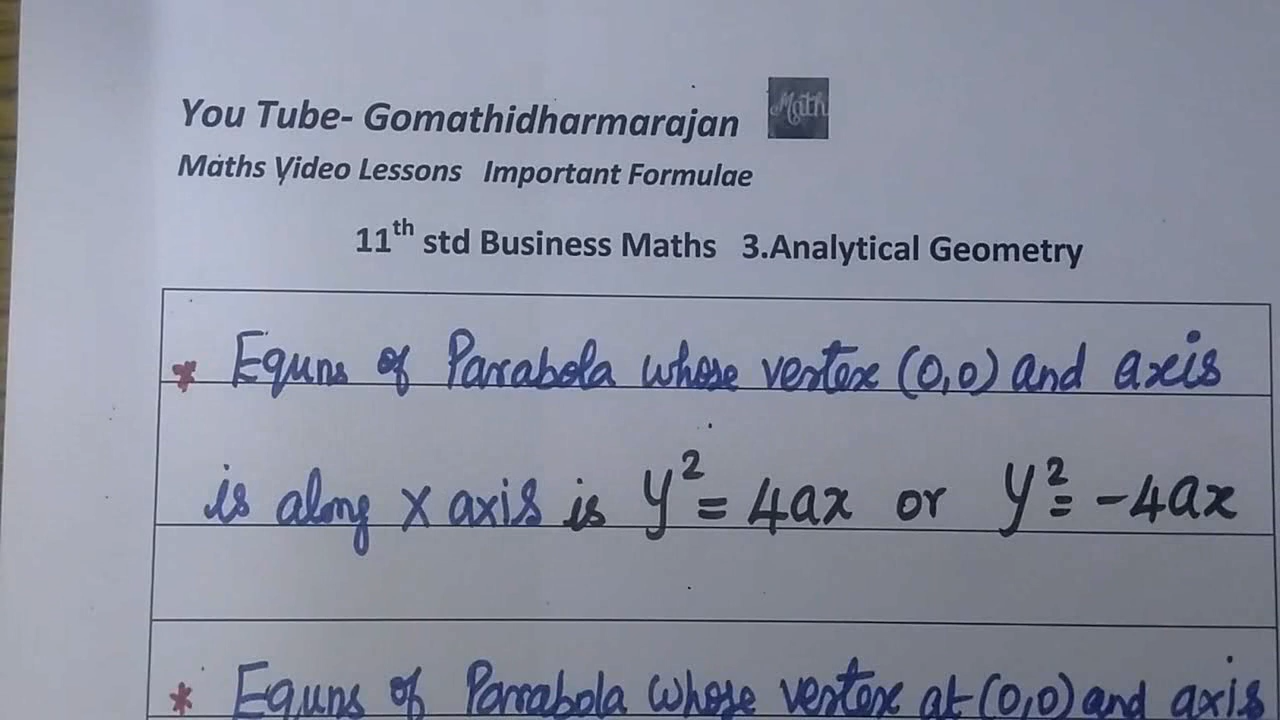 You Tube- Gomathidharmarajan
Math
Maths Video Lessons Important Formulae
11th std Business Maths 3.Analytical Geometry
* Equns of Parabola whose vertex (0,0) and axis
is along x axis is y² = 4ax or y² = -4ax
* Equns of Parabola whose vertex at (0,0) and axis